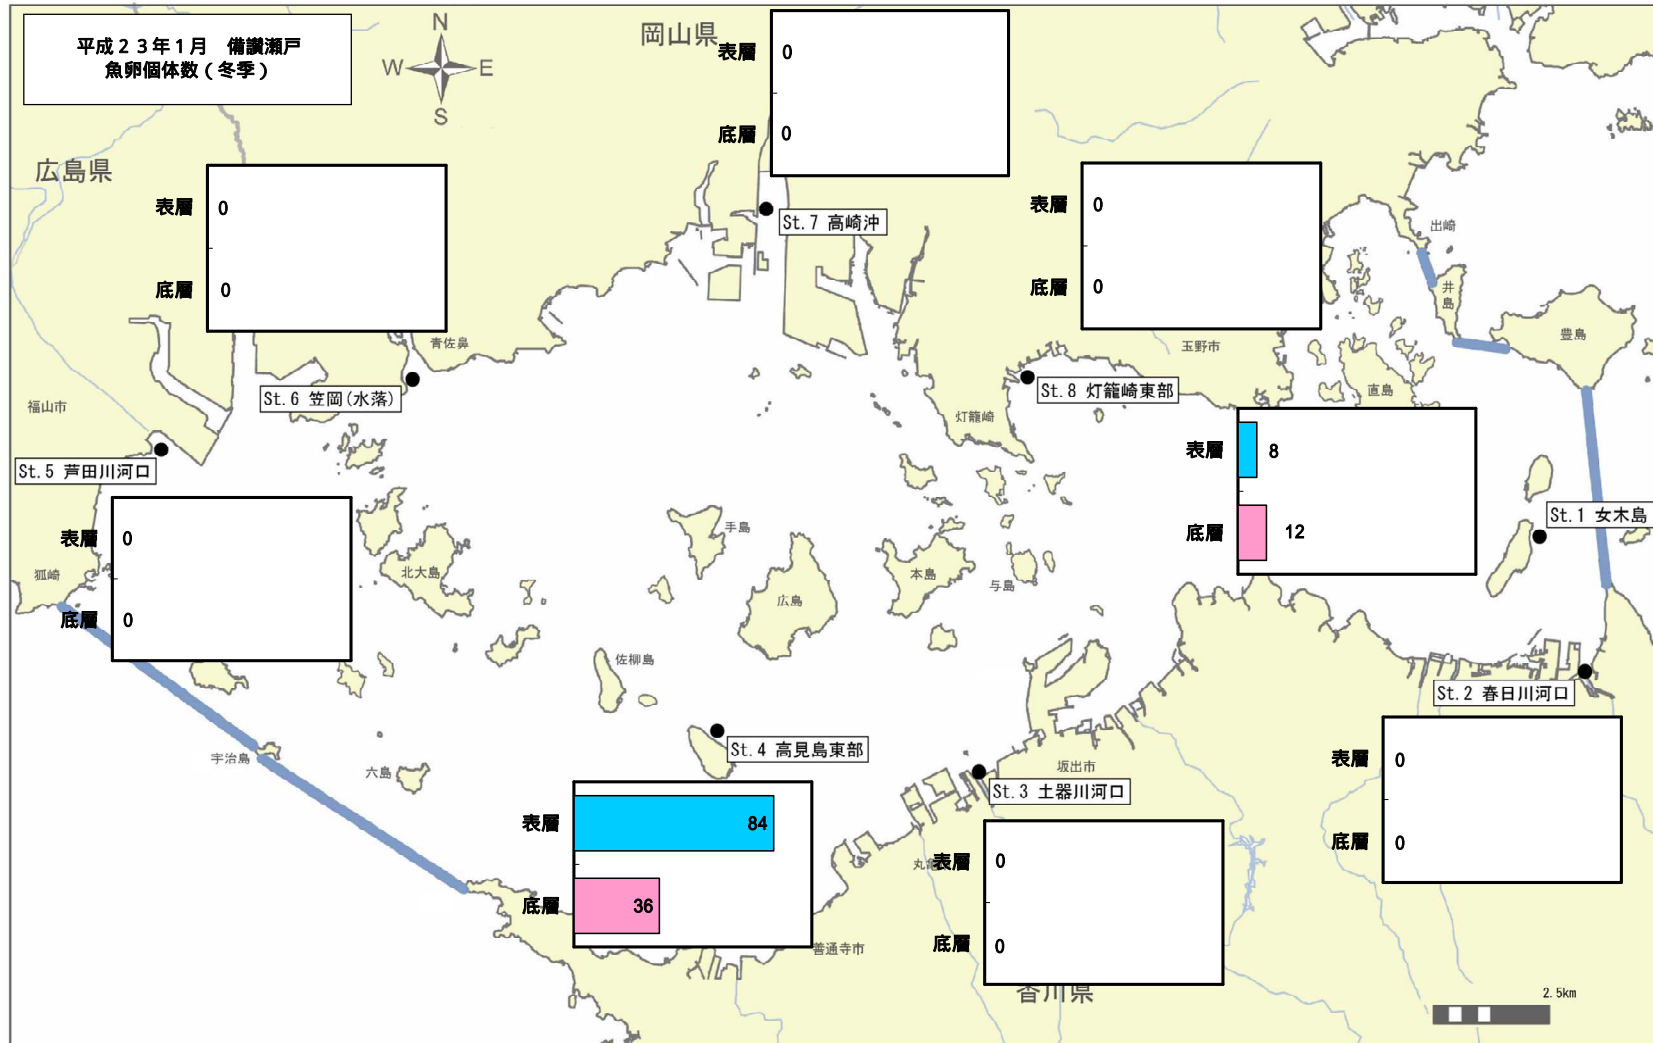 平成２３年１月　備讃瀬戸
魚卵個体数（冬季）
N
W
E
S
岡山県
広島県
香川県
表層
0
底層
0
St.7 高崎沖
表層
0
底層
0
青佐鼻
St.6 笠岡(水落)
表層
0
底層
0
玉野市
St.8 灯籠崎東部
灯籠崎
出崎
井島
豊島
直島
福山市
St.5 芦田川河口
表層
0
底層
0
狐崎
表層
8
底層
12
St.1 女木島
北大島
手島
広島
本島
与島
佐柳島
宇治島
六島
St.4 高見島東部
表層
84
底層
36
善通寺市
坂出市
St.3 土器川河口
表層
0
底層
0
St.2 春日川河口
表層
0
底層
0
2.5km